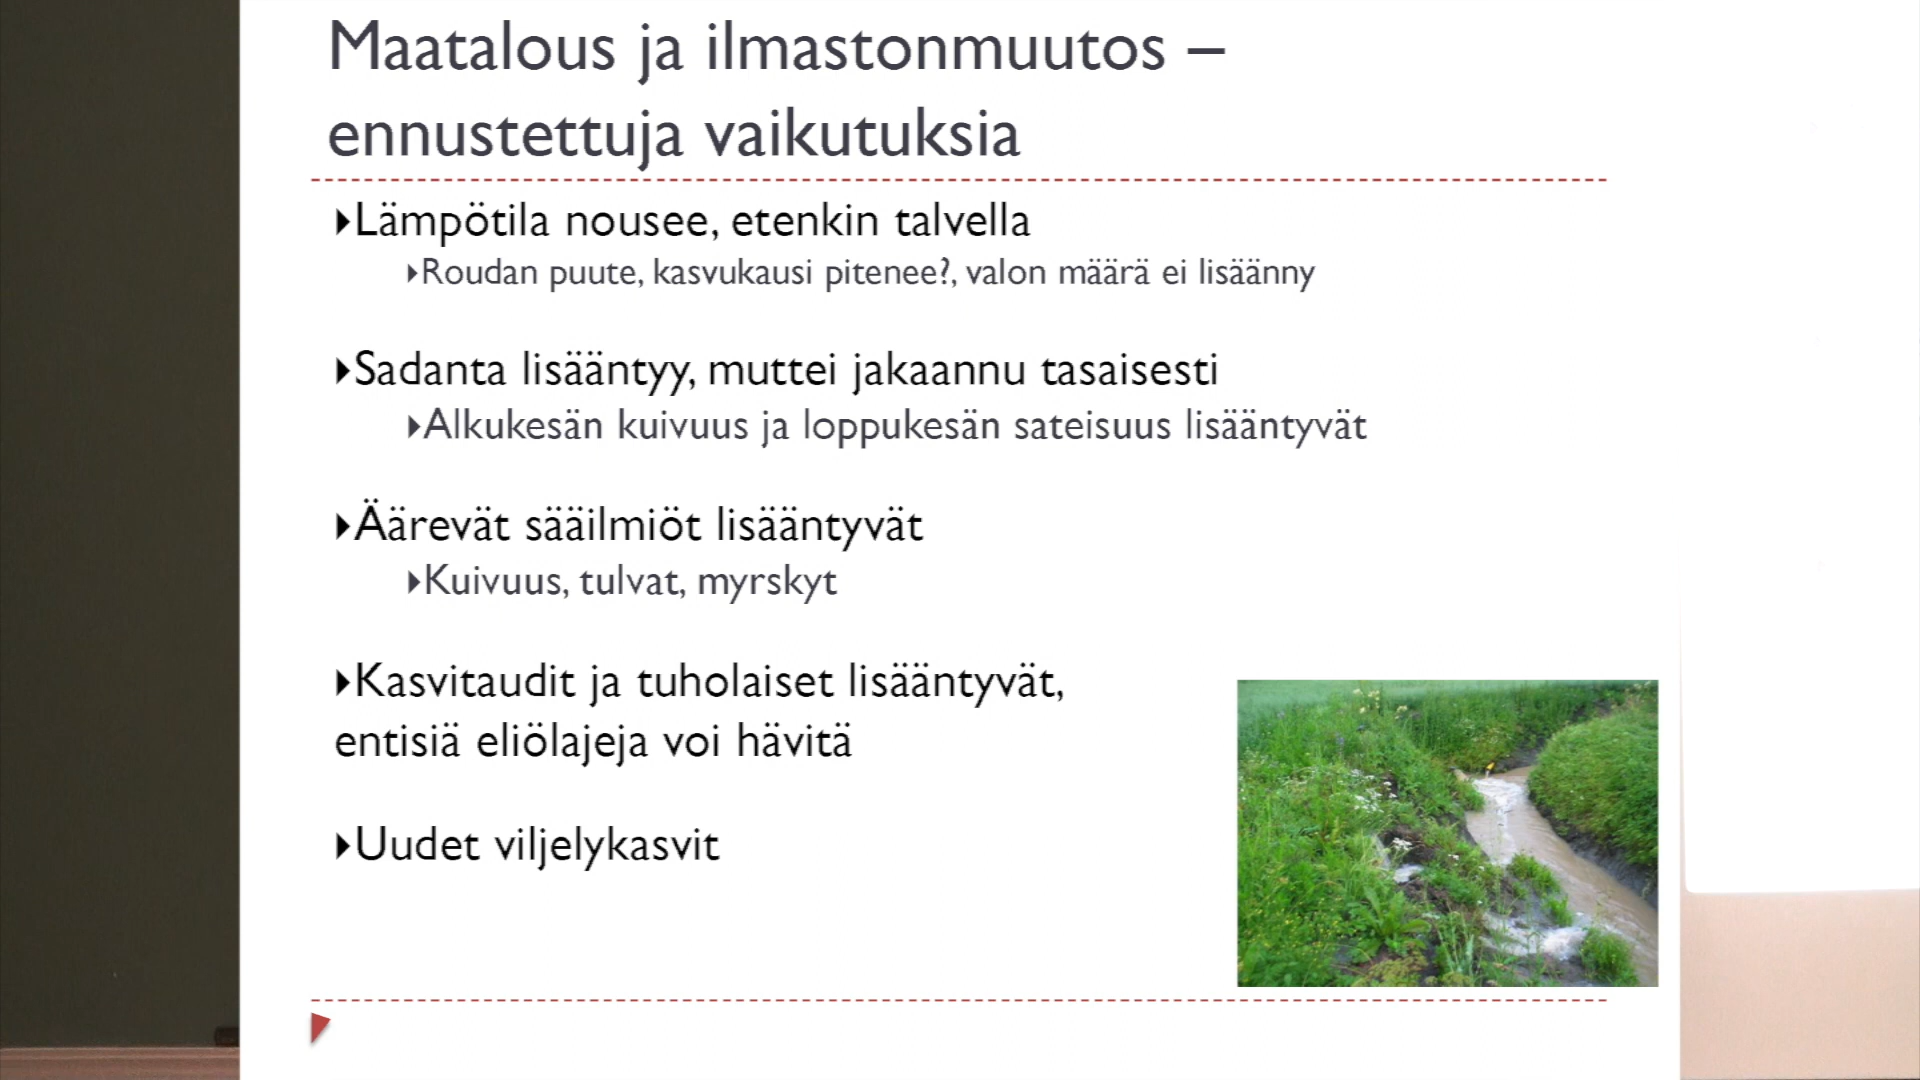 Maatalous ja ilmastonmuutos –
ennustettuja vaikutuksia
Lämpötila nousee, etenkin talvella
Roudan puute, kasvukausi pitenee?, valon määrä ei lisäänny
Sadanta lisääntyy, muttei jakaannu tasaisesti
Alkukesän kuivuus ja loppukesän sateisuus lisääntyvät
Äärevät sääilmiöt lisääntyvät
Kuivuus, tulvat, myrskyt
Kasvitaudit ja tuholaiset lisääntyvät,
entisiä eliölajeja voi hävitä
Uudet viljelykasvit